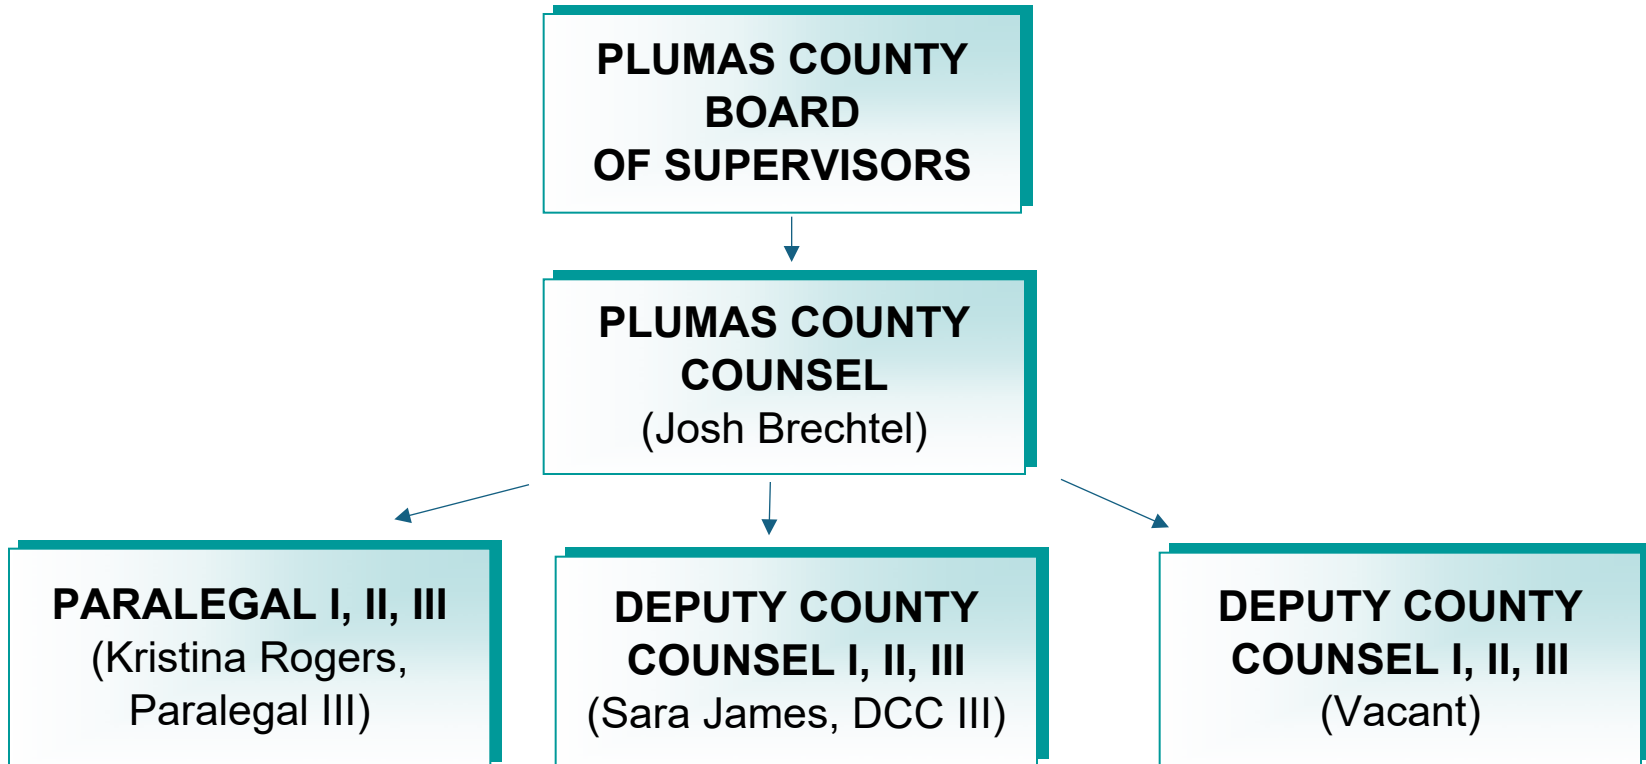 PLUMAS COUNTY
BOARD
OF SUPERVISORS
PLUMAS COUNTY
COUNSEL
(Josh Brechtel)
PARALEGAL I, II, III
(Kristina Rogers,
Paralegal III)
DEPUTY COUNTY
COUNSEL I, II, III
(Sara James, DCC III)
DEPUTY COUNTY
COUNSEL I, II, III
(Vacant)